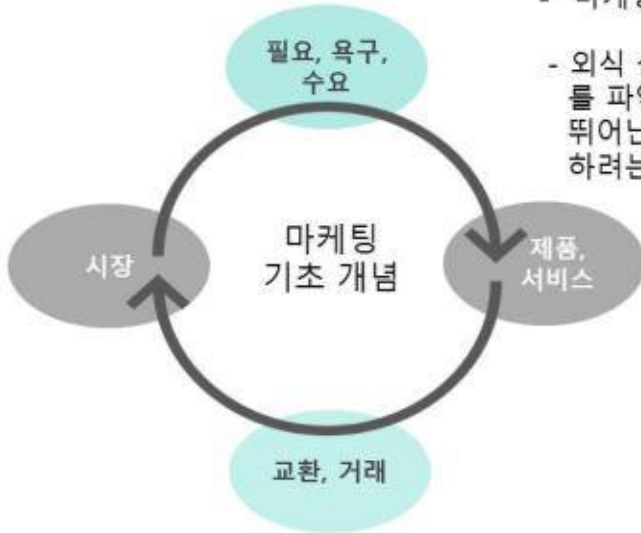 - 외식
를
뛰어난
하려는
필요, 욕구,
수요
마케팅
기초 개념
시장
제품,
서비스
교환, 거래